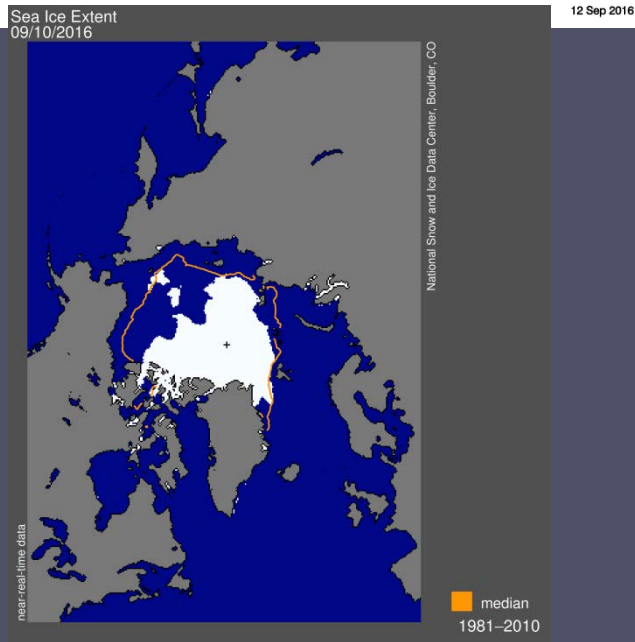 Sea Ice Extent
09/10/2016
12 Sep 2016
National Snow and Ice Data Center, Boulder, CO
near-real-time data
median
1981–2010